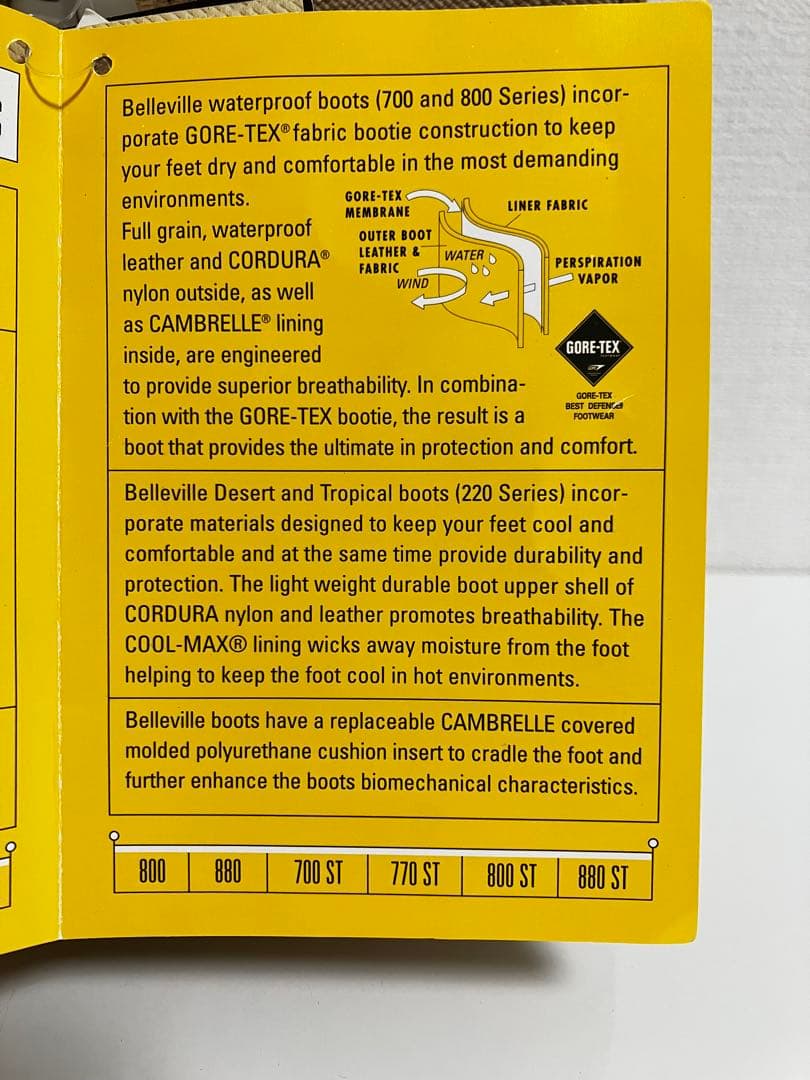 Belleville waterproof boots (700 and 800 Series) incor-
porate GORE-TEX® fabric bootie construction to keep
your feet dry and comfortable in the most demanding
environments.
Full grain, waterproof
leather and CORDURA®
nylon outside, as well
as CAMBRELLE® lining
inside, are engineered
to provide superior breathability. In combina-
tion with the GORE-TEX bootie, the result is a
boot that provides the ultimate in protection and comfort.
GORE-TEX
MEMBRANE
LINER FABRIC
OUTER BOOT
LEATHER &
FABRIC
WATER
WIND
PERSPIRATION
VAPOR
GORE-TEX
GORE-TEX
BEST DEFENCE
FOOTWEAR
Belleville Desert and Tropical boots (220 Series) incor-
porate materials designed to keep your feet cool and
comfortable and at the same time provide durability and
protection. The light weight durable boot upper shell of
CORDURA nylon and leather promotes breathability. The
COOL-MAX® lining wicks away moisture from the foot
helping to keep the foot cool in hot environments.
Belleville boots have a replaceable CAMBRELLE covered
molded polyurethane cushion insert to cradle the foot and
further enhance the boots biomechanical characteristics.
800 880 700 ST 770 ST 800 ST 880 ST